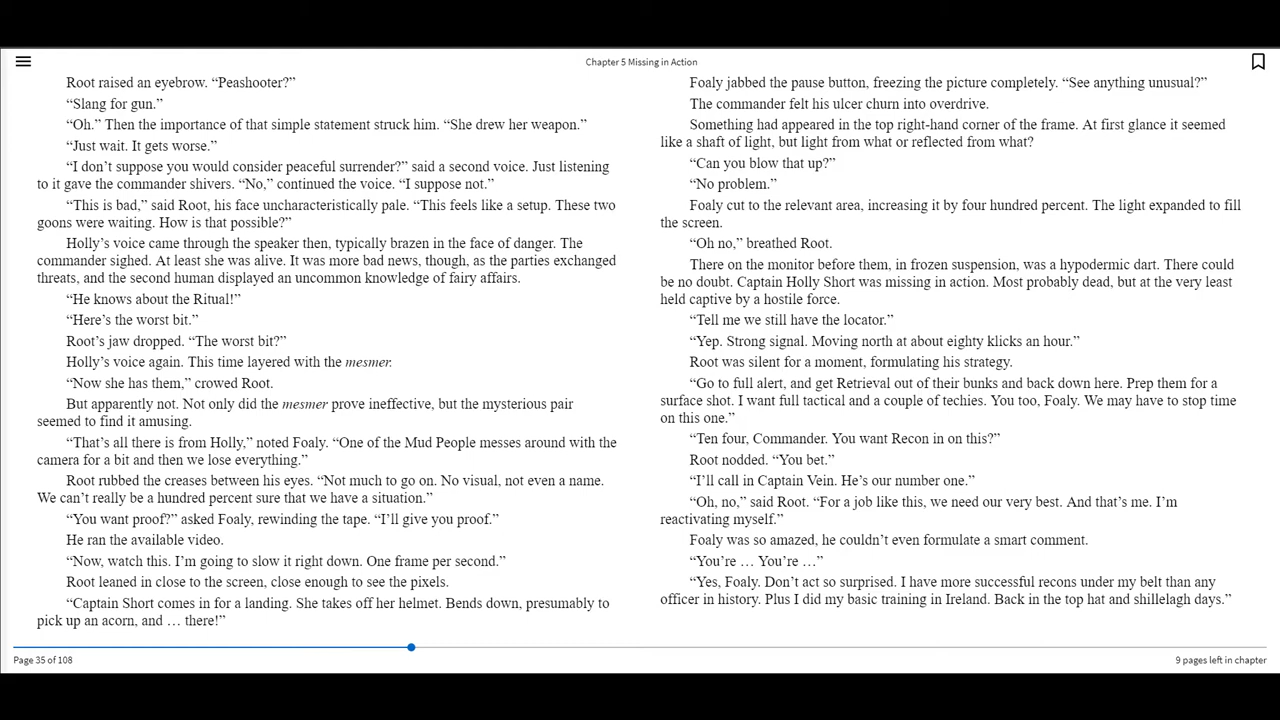 Chapter 5 Missing in Action
Root raised an eyebrow. “Peashooter?”
“Slang for gun.”
“Oh.” Then the importance of that simple statement struck him. “She drew her weapon.”
“Just wait. It gets worse.”
“I don’t suppose you would consider peaceful surrender?” said a second voice. Just listening
to it gave the commander shivers. “No,” continued the voice. “I suppose not.”
“This is bad,” said Root, his face uncharacteristically pale. “This feels like a setup. These two
goons were waiting. How is that possible?”
Holly’s voice came through the speaker then, typically brazen in the face of danger. The
commander sighed. At least she was alive. It was more bad news, though, as the parties exchanged
threats, and the second human displayed an uncommon knowledge of fairy affairs.
“He knows about the Ritual!”
“Here’s the worst bit.”
Root’s jaw dropped. “The worst bit?”
Holly’s voice again. This time layered with the mesmer.
“Now she has them,” crowed Root.
But apparently not. Not only did the mesmer prove ineffective, but the mysterious pair
seemed to find it amusing.
“That’s all there is from Holly,” noted Foaly. “One of the Mud People messes around with the
camera for a bit and then we lose everything.”
Root rubbed the creases between his eyes. “Not much to go on. No visual, not even a name.
We can’t really be a hundred percent sure that we have a situation.”
“You want proof?” asked Foaly, rewinding the tape. “I’ll give you proof.”
He ran the available video.
“Now, watch this. I’m going to slow it right down. One frame per second.”
Root leaned in close to the screen, close enough to see the pixels.
“Captain Short comes in for a landing. She takes off her helmet. Bends down, presumably to
pick up an acorn, and … there!”
Foaly jabbed the pause button, freezing the picture completely. “See anything unusual?”
The commander felt his ulcer churn into overdrive.
Something had appeared in the top right-hand corner of the frame. At first glance it seemed
like a shaft of light, but light from what or reflected from what?
“Can you blow that up?”
“No problem.”
Foaly cut to the relevant area, increasing it by four hundred percent. The light expanded to fill
the screen.
“Oh no,” breathed Root.
There on the monitor before them, in frozen suspension, was a hypodermic dart. There could
be no doubt. Captain Holly Short was missing in action. Most probably dead, but at the very least
held captive by a hostile force.
“Tell me we still have the locator.”
“Yep. Strong signal. Moving north at about eighty klicks an hour.”
Root was silent for a moment, formulating his strategy.
“Go to full alert, and get Retrieval out of their bunks and back down here. Prep them for a
surface shot. I want full tactical and a couple of techies. You too, Foaly. We may have to stop time
on this one.”
“Ten four, Commander. You want Recon in on this?”
Root nodded. “You bet.”
“I’ll call in Captain Vein. He’s our number one.”
“Oh, no,” said Root. “For a job like this, we need our very best. And that’s me. I’m
reactivating myself.”
Foaly was so amazed, he couldn’t even formulate a smart comment.
“You’re … You’re …”
“Yes, Foaly. Don’t act so surprised. I have more successful recons under my belt than any
officer in history. Plus I did my basic training in Ireland. Back in the top hat and shillelagh days.”
Page 35 of 108
9 pages left in chapter